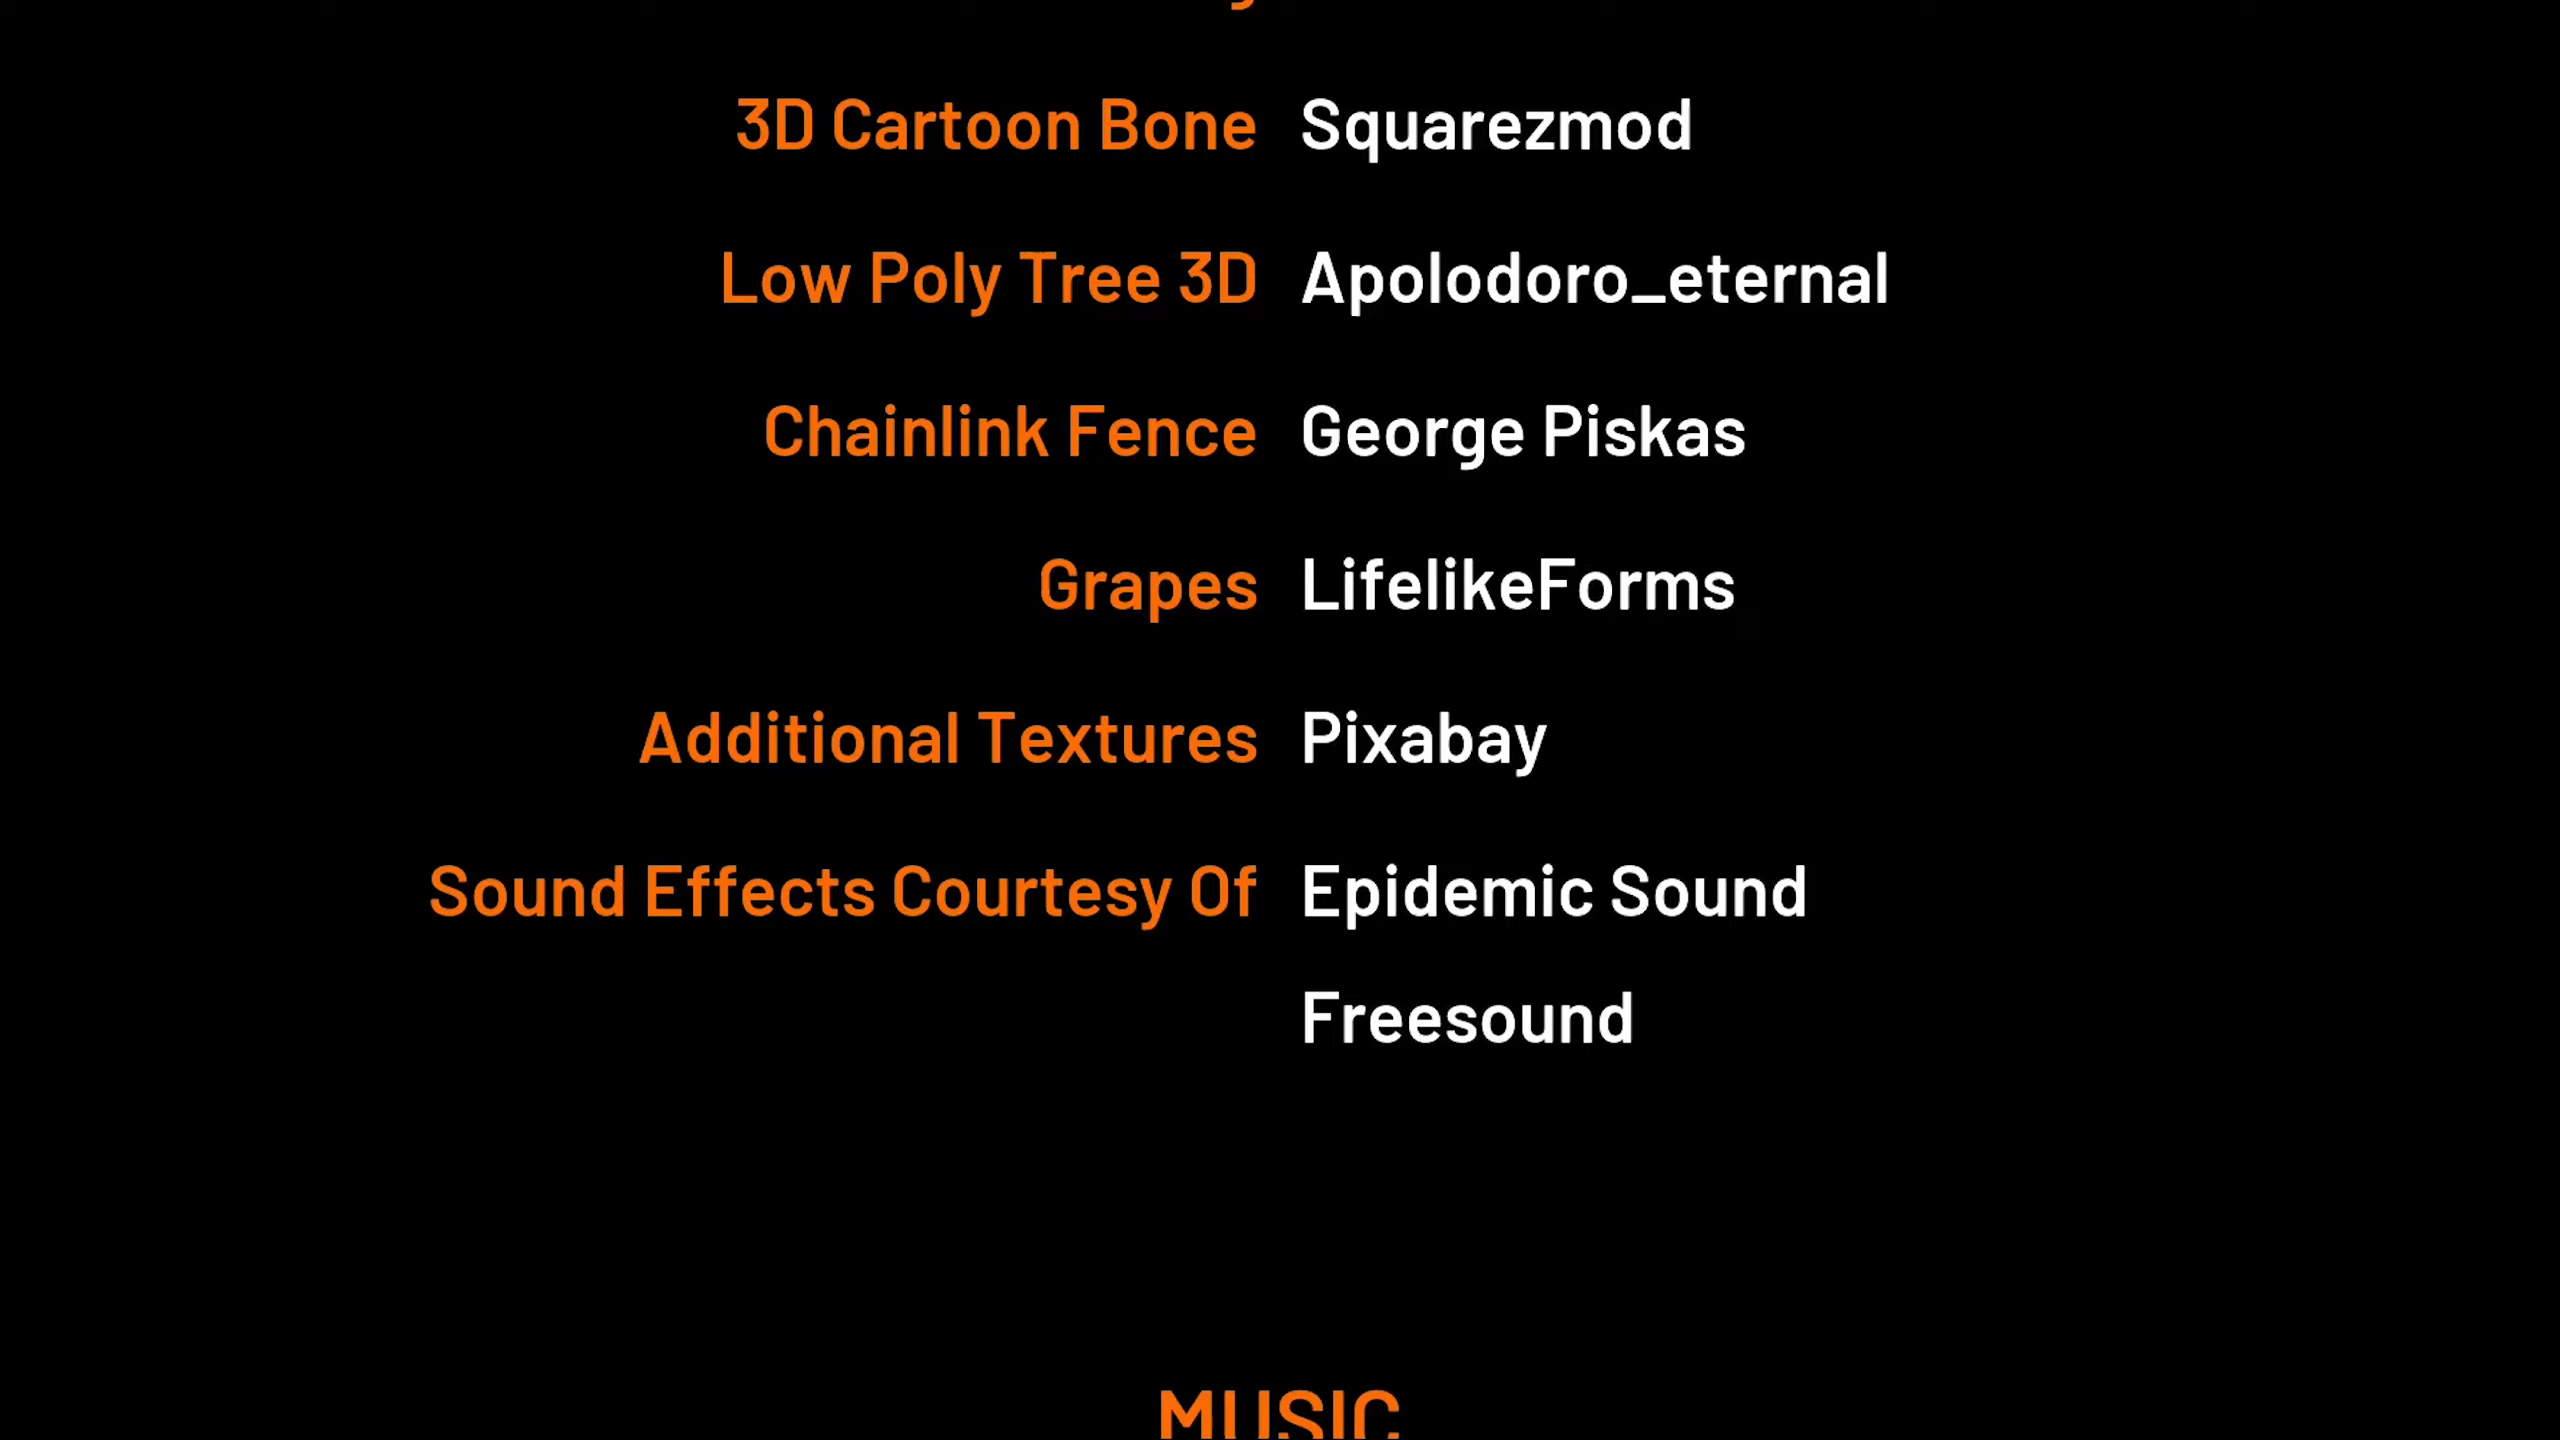 3D Cartoon Bone Squarezmod
Low Poly Tree 3D Apolodoro_eternal
Chainlink Fence George Piskas
Grapes LifelikeForms
Additional Textures Pixabay
Sound Effects Courtesy Of Epidemic Sound
Freesound
MUSIC